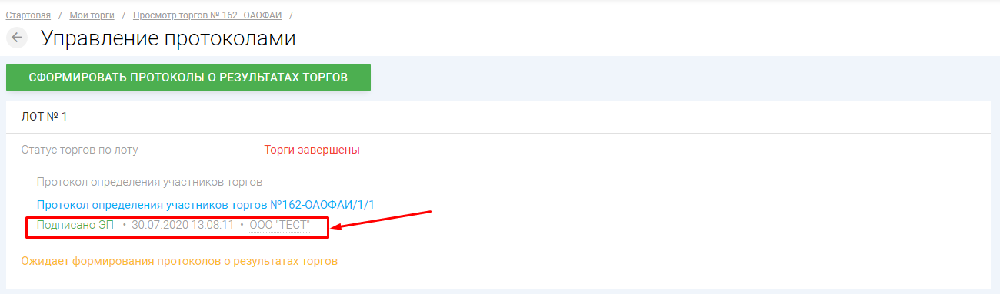 Стартовая / Мои торги / Просмотр торгов № 162–ОАОФАИ /
Управление протоколами
СФОРМИРОВАТЬ ПРОТОКОЛЫ О РЕЗУЛЬТАТАХ ТОРГОВ
ЛОТ № 1
Статус торгов по лоту Торги завершены
Протокол определения участников торгов
Протокол определения участников торгов №162-ОАОФАИ/1/1
Подписано ЭП • 30.07.2020 13:08:11 • ООО "ТЕСТ"
Ожидает формирования протоколов о результатах торгов